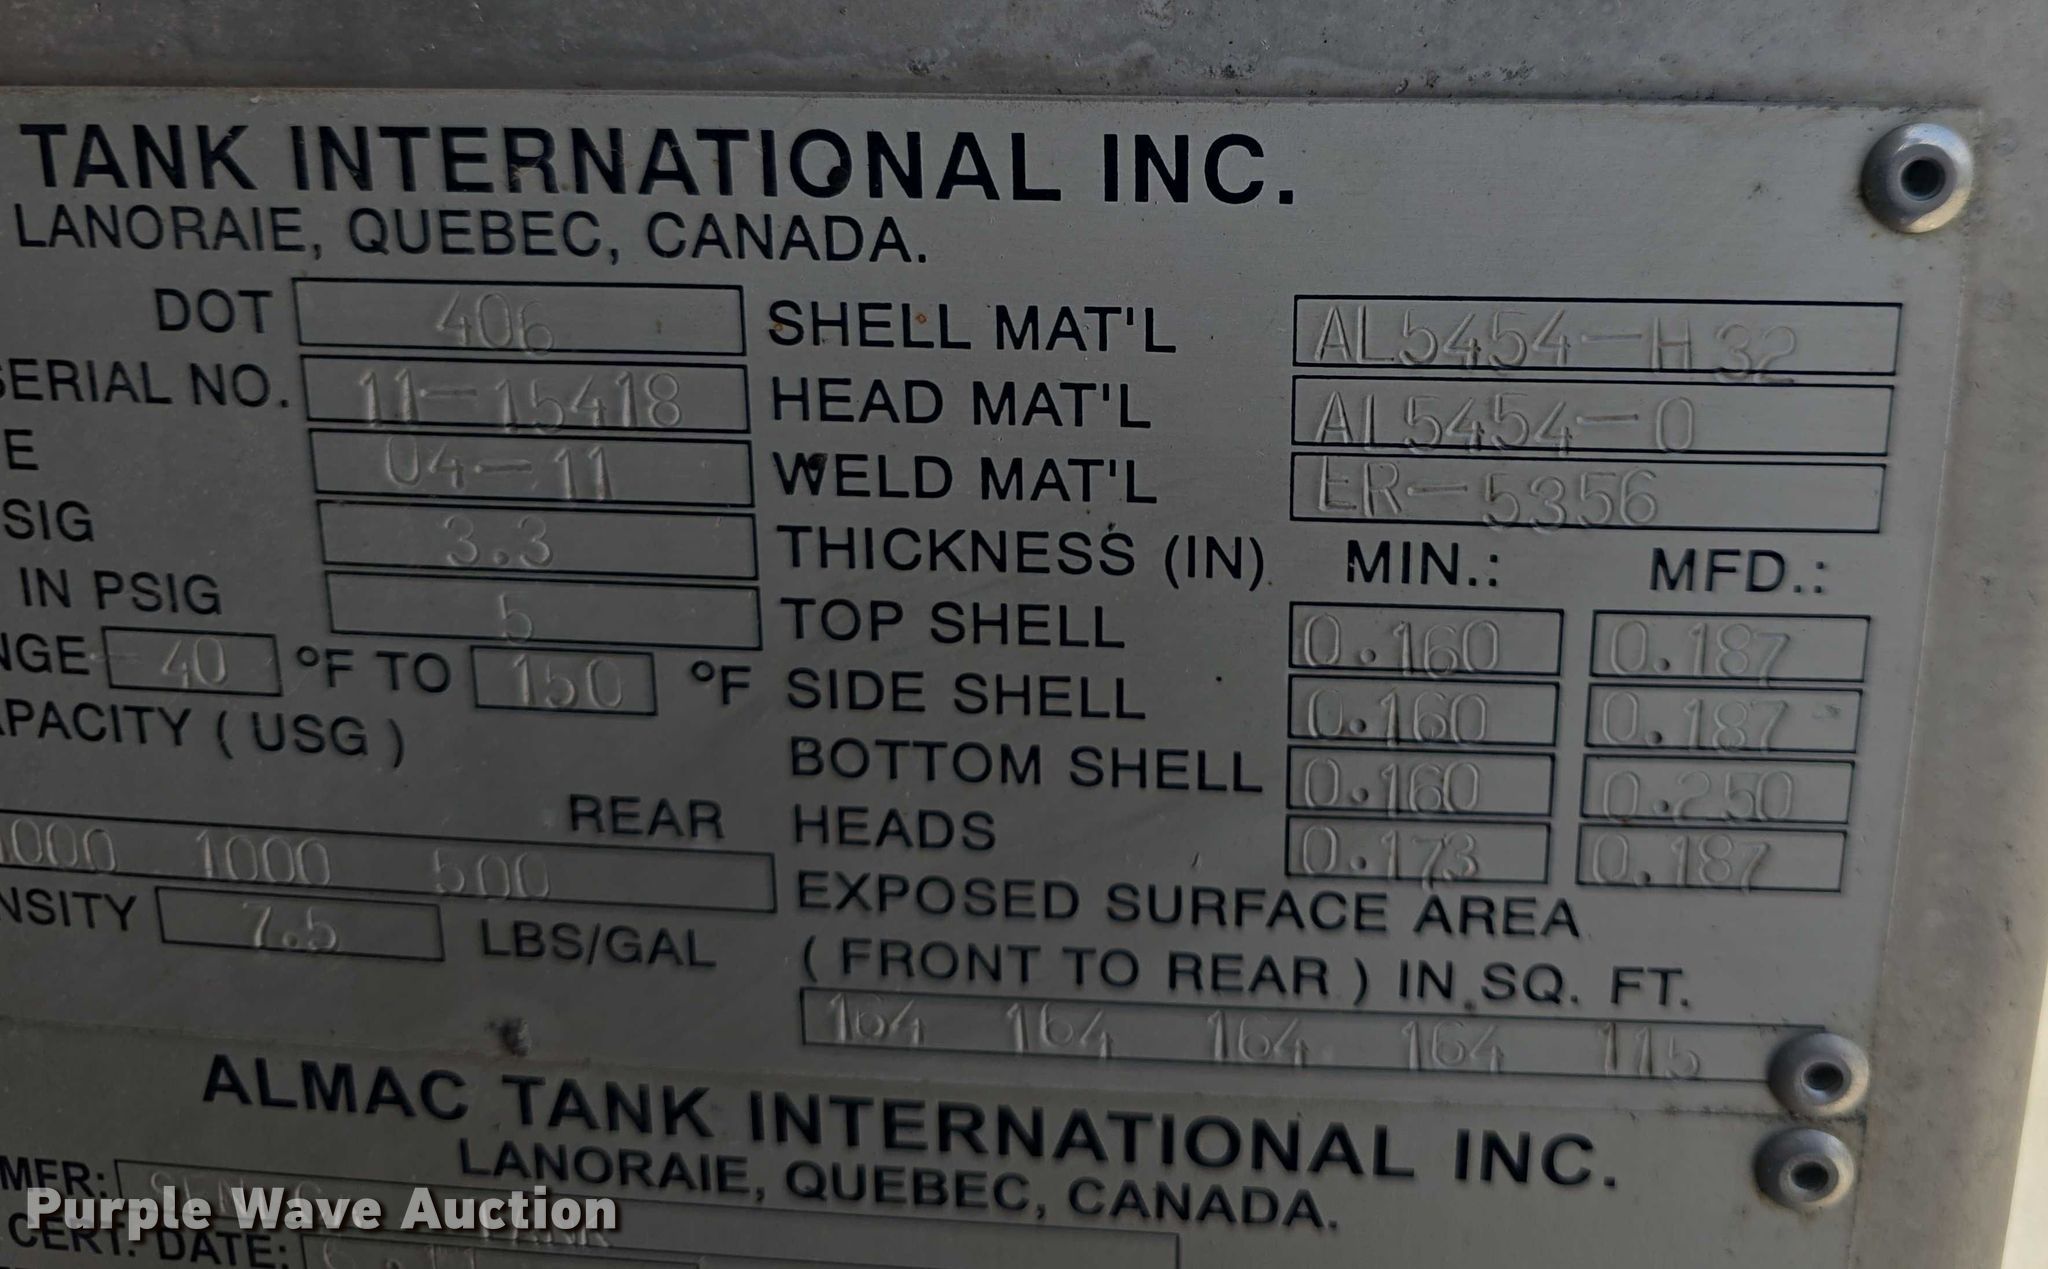 TANK INTERNATIONAL INC.
LANORAIE, QUEBEC, CANADA.
DOT 406 SHELL MAT'L AL5454-H32
SERIAL NO. 11-15418 HEAD MAT'L AL5454-O
E 04-11 WELD MAT'L ER-5356
SIG 3.3 THICKNESS (IN) MIN.: MFD.:
IN PSIG 5 TOP SHELL 0.160 0.187
NGE -40 °F TO 150 °F SIDE SHELL 0.160 0.187
APACITY ( USG ) BOTTOM SHELL 0.160 0.250
REAR HEADS 0.173 0.187
1000 1000 500 EXPOSED SURFACE AREA
NSITY 7.5 LBS/GAL ( FRONT TO REAR ) IN SQ. FT.
164 164 164 164 115
ALMAC TANK INTERNATIONAL INC.
LANORAIE, QUEBEC, CANADA.
MFR:
Purple Wave Auction
CERT. DATE: